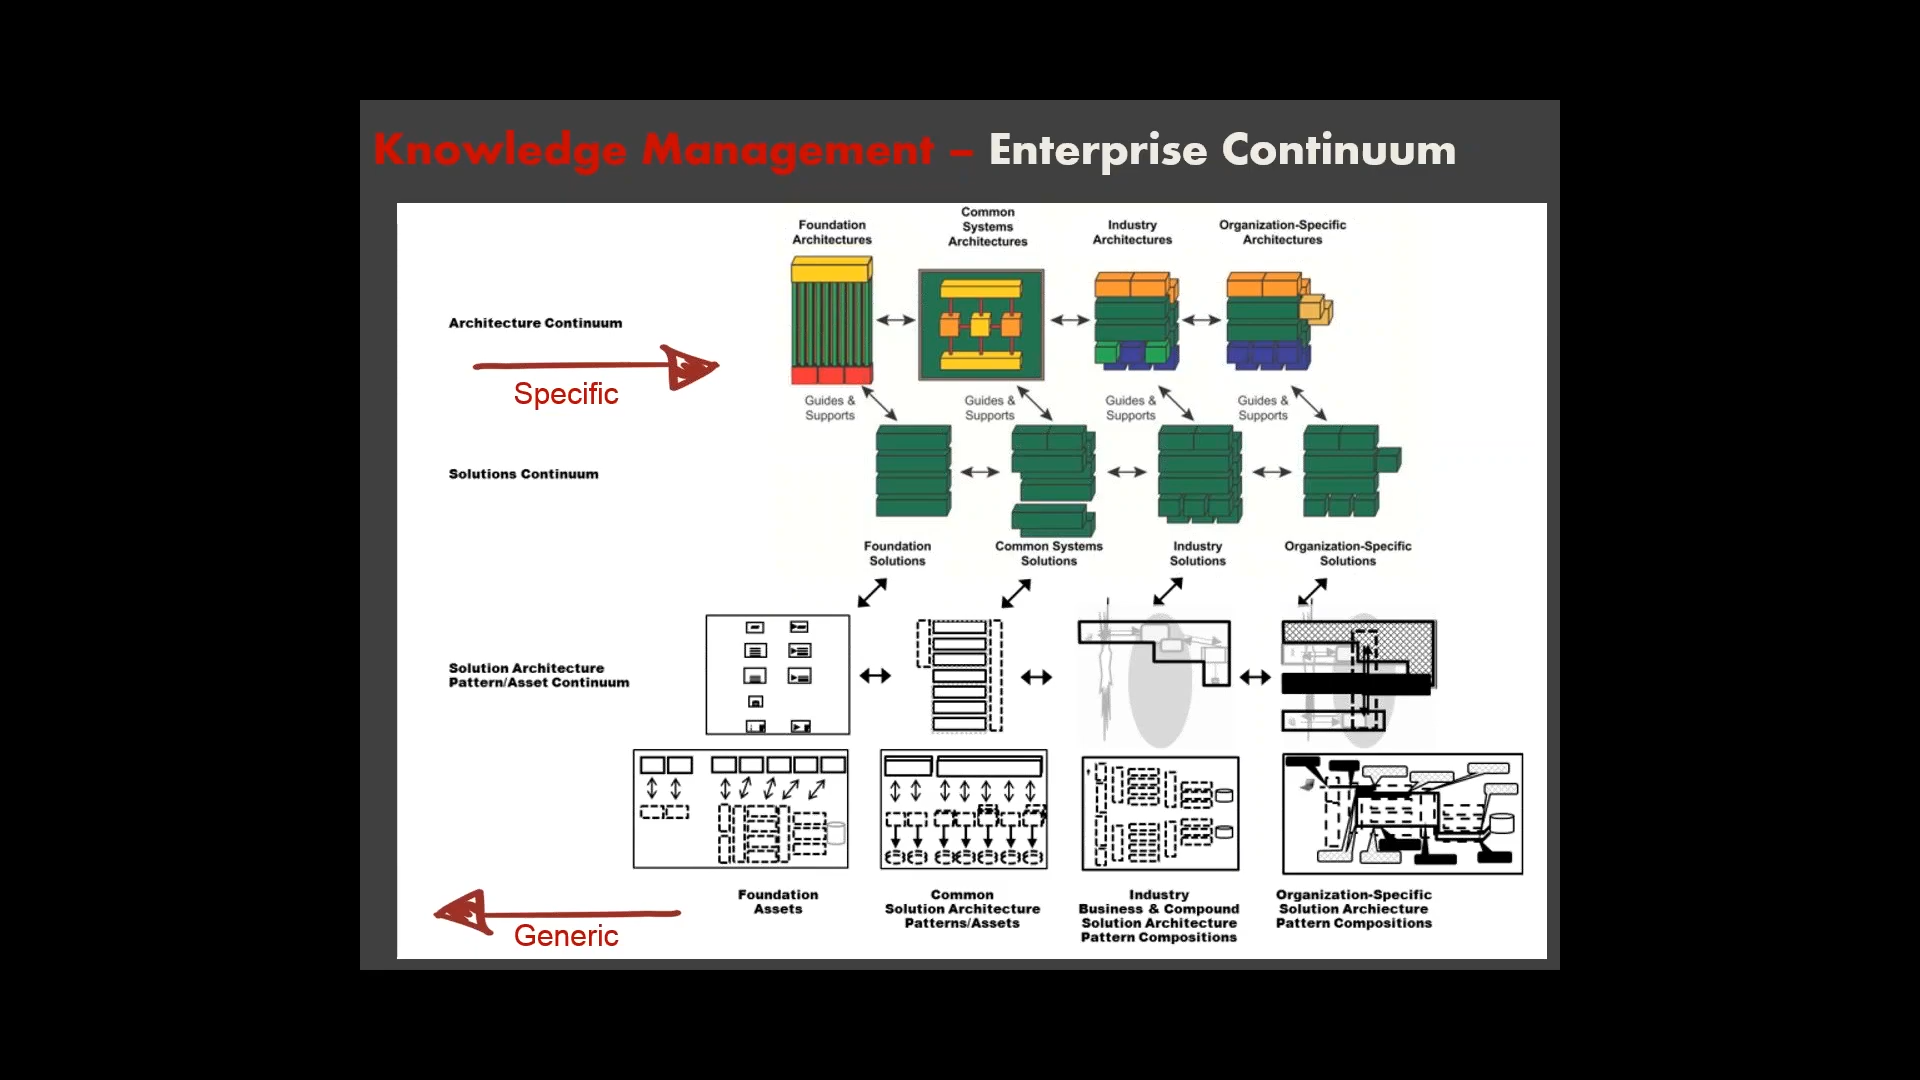 Knowledge Management – Enterprise Continuum
Foundation
Architectures
Common
Systems
Architectures
Industry
Architectures
Organization-Specific
Architectures
Architecture Continuum
Specific
Guides &
Supports
Guides &
Supports
Guides &
Supports
Guides &
Supports
Solutions Continuum
Foundation
Solutions
Common Systems
Solutions
Industry
Solutions
Organization-Specific
Solutions
Solution Architecture
Pattern/Asset Continuum
Foundation
Assets
Common
Solution Architecture
Patterns/Assets
Industry
Business & Compound
Solution Architecture
Pattern Compositions
Organization-Specific
Solution Archiecture
Pattern Compositions
Generic